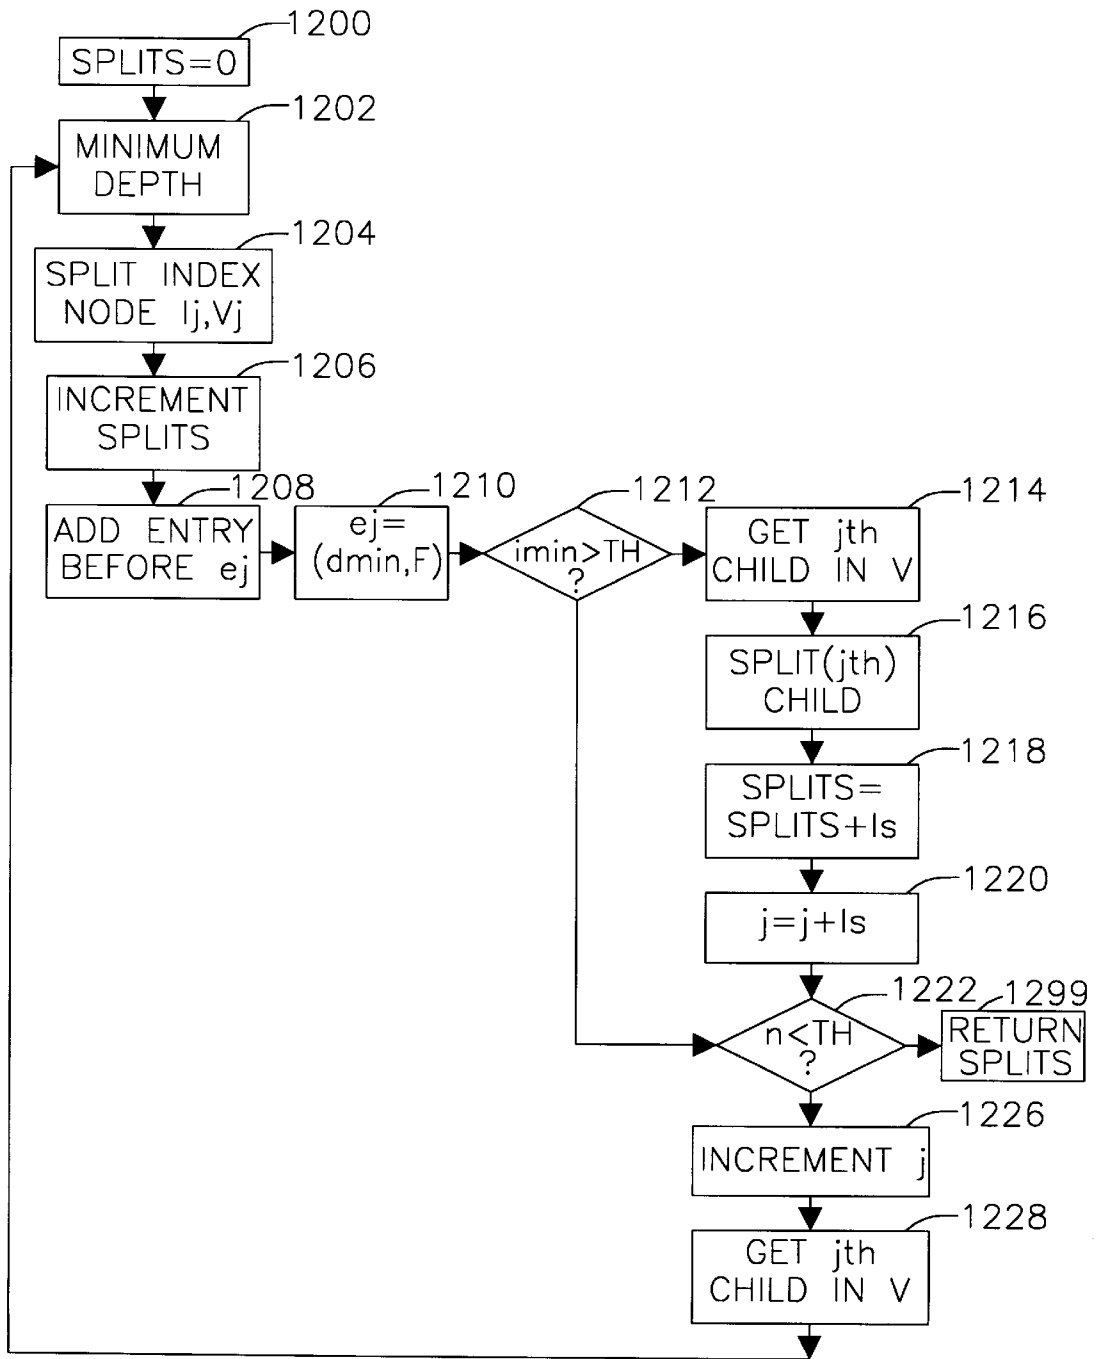 1200
SPLITS=0
1202
MINIMUM
DEPTH
1204
SPLIT INDEX
NODE Ij,Vj
1206
INCREMENT
SPLITS
1208
ADD ENTRY
BEFORE ej
1210
ej=
(dmin,F)
1212
imin>TH
?
1214
GET jth
CHILD IN V
1216
SPLIT(jth)
CHILD
1218
SPLITS=
SPLITS+ls
1220
j=j+ls
1222
n<TH
?
1299
RETURN
SPLITS
1226
INCREMENT j
1228
GET jth
CHILD IN V